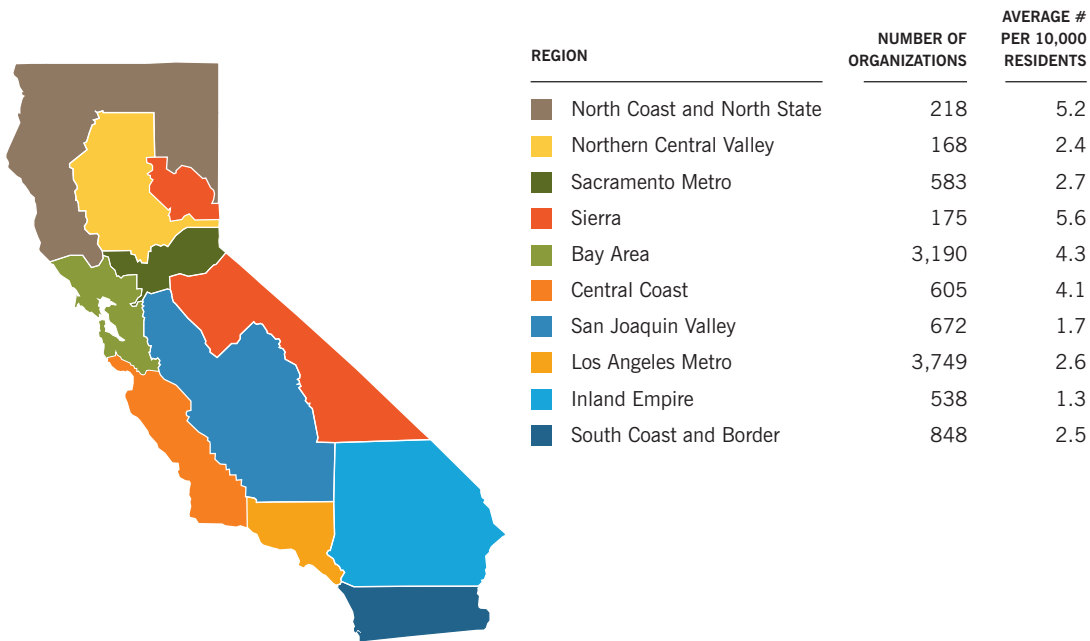 REGION
NUMBER OF
ORGANIZATIONS
AVERAGE #
PER 10,000
RESIDENTS
North Coast and North State 218 5.2
Northern Central Valley 168 2.4
Sacramento Metro 583 2.7
Sierra 175 5.6
Bay Area 3,190 4.3
Central Coast 605 4.1
San Joaquin Valley 672 1.7
Los Angeles Metro 3,749 2.6
Inland Empire 538 1.3
South Coast and Border 848 2.5